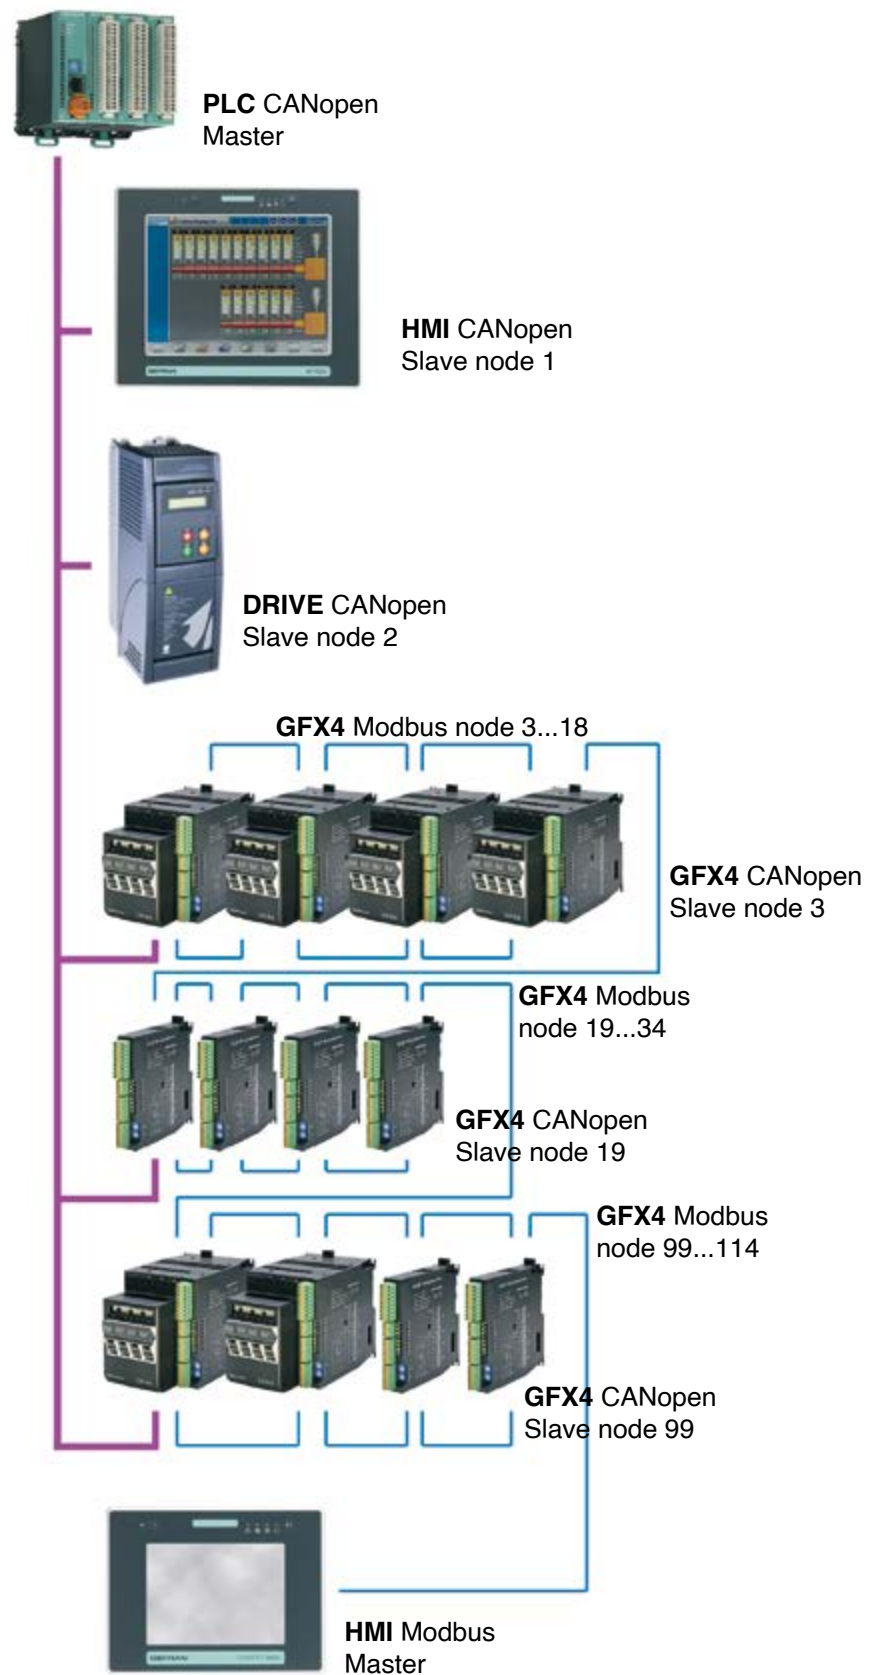 PLC CANopen
Master
HMI CANopen
Slave node 1
DRIVE CANopen
Slave node 2
GFX4 Modbus node 3...18
GFX4 CANopen
Slave node 3
GFX4 Modbus
node 19...34
GFX4 CANopen
Slave node 19
GFX4 Modbus
node 99...114
GFX4 CANopen
Slave node 99
GEFRAN
HMI Modbus
Master